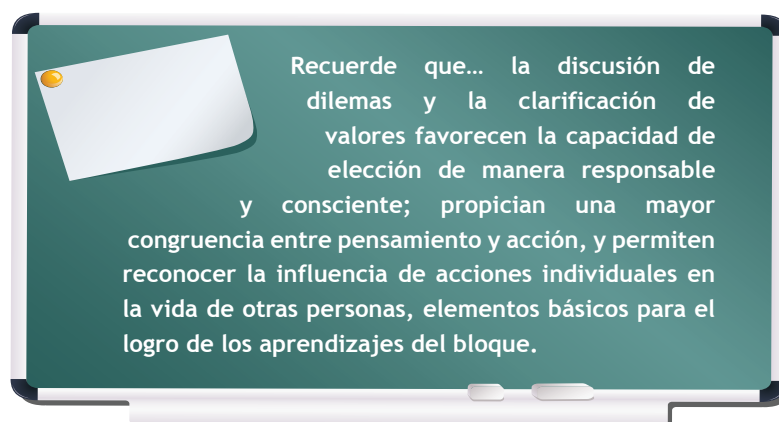 Recuerde que… la discusión de
dilemas y la clarificación de
valores favorecen la capacidad de
elección de manera responsable
y consciente; propician una mayor
congruencia entre pensamiento y acción, y permiten
reconocer la influencia de acciones individuales en
la vida de otras personas, elementos básicos para el
logro de los aprendizajes del bloque.